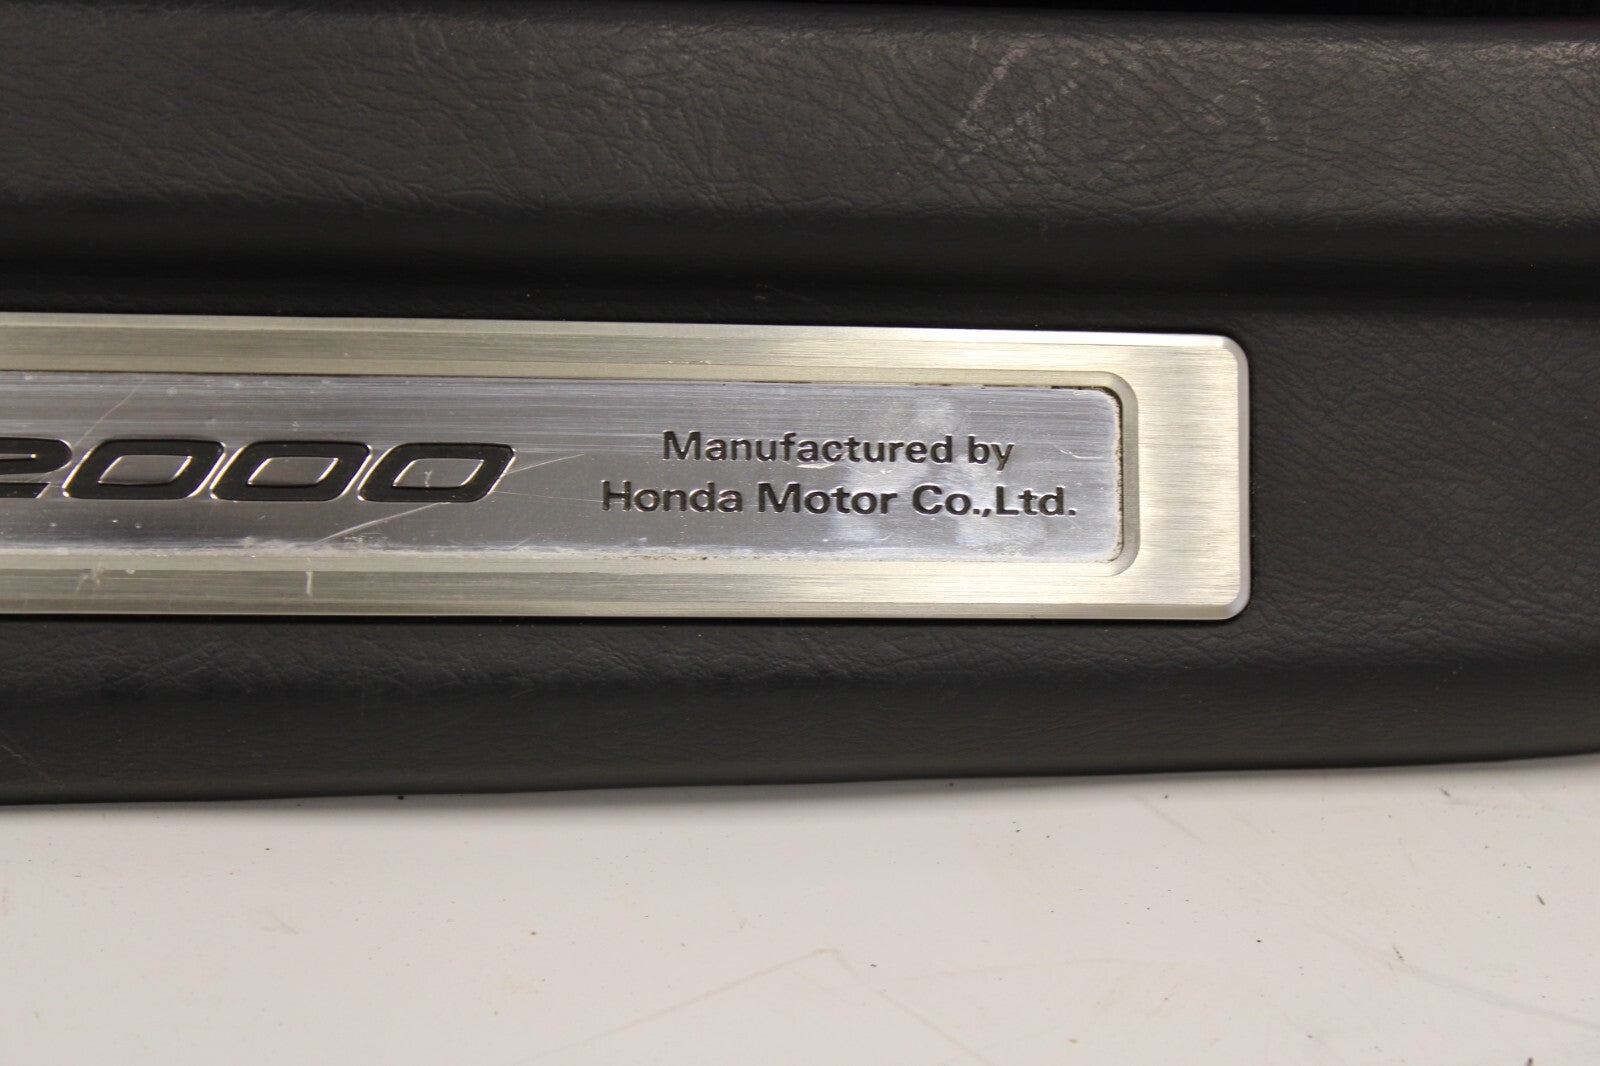 2000
Manufactured by
Honda Motor Co.,Ltd.